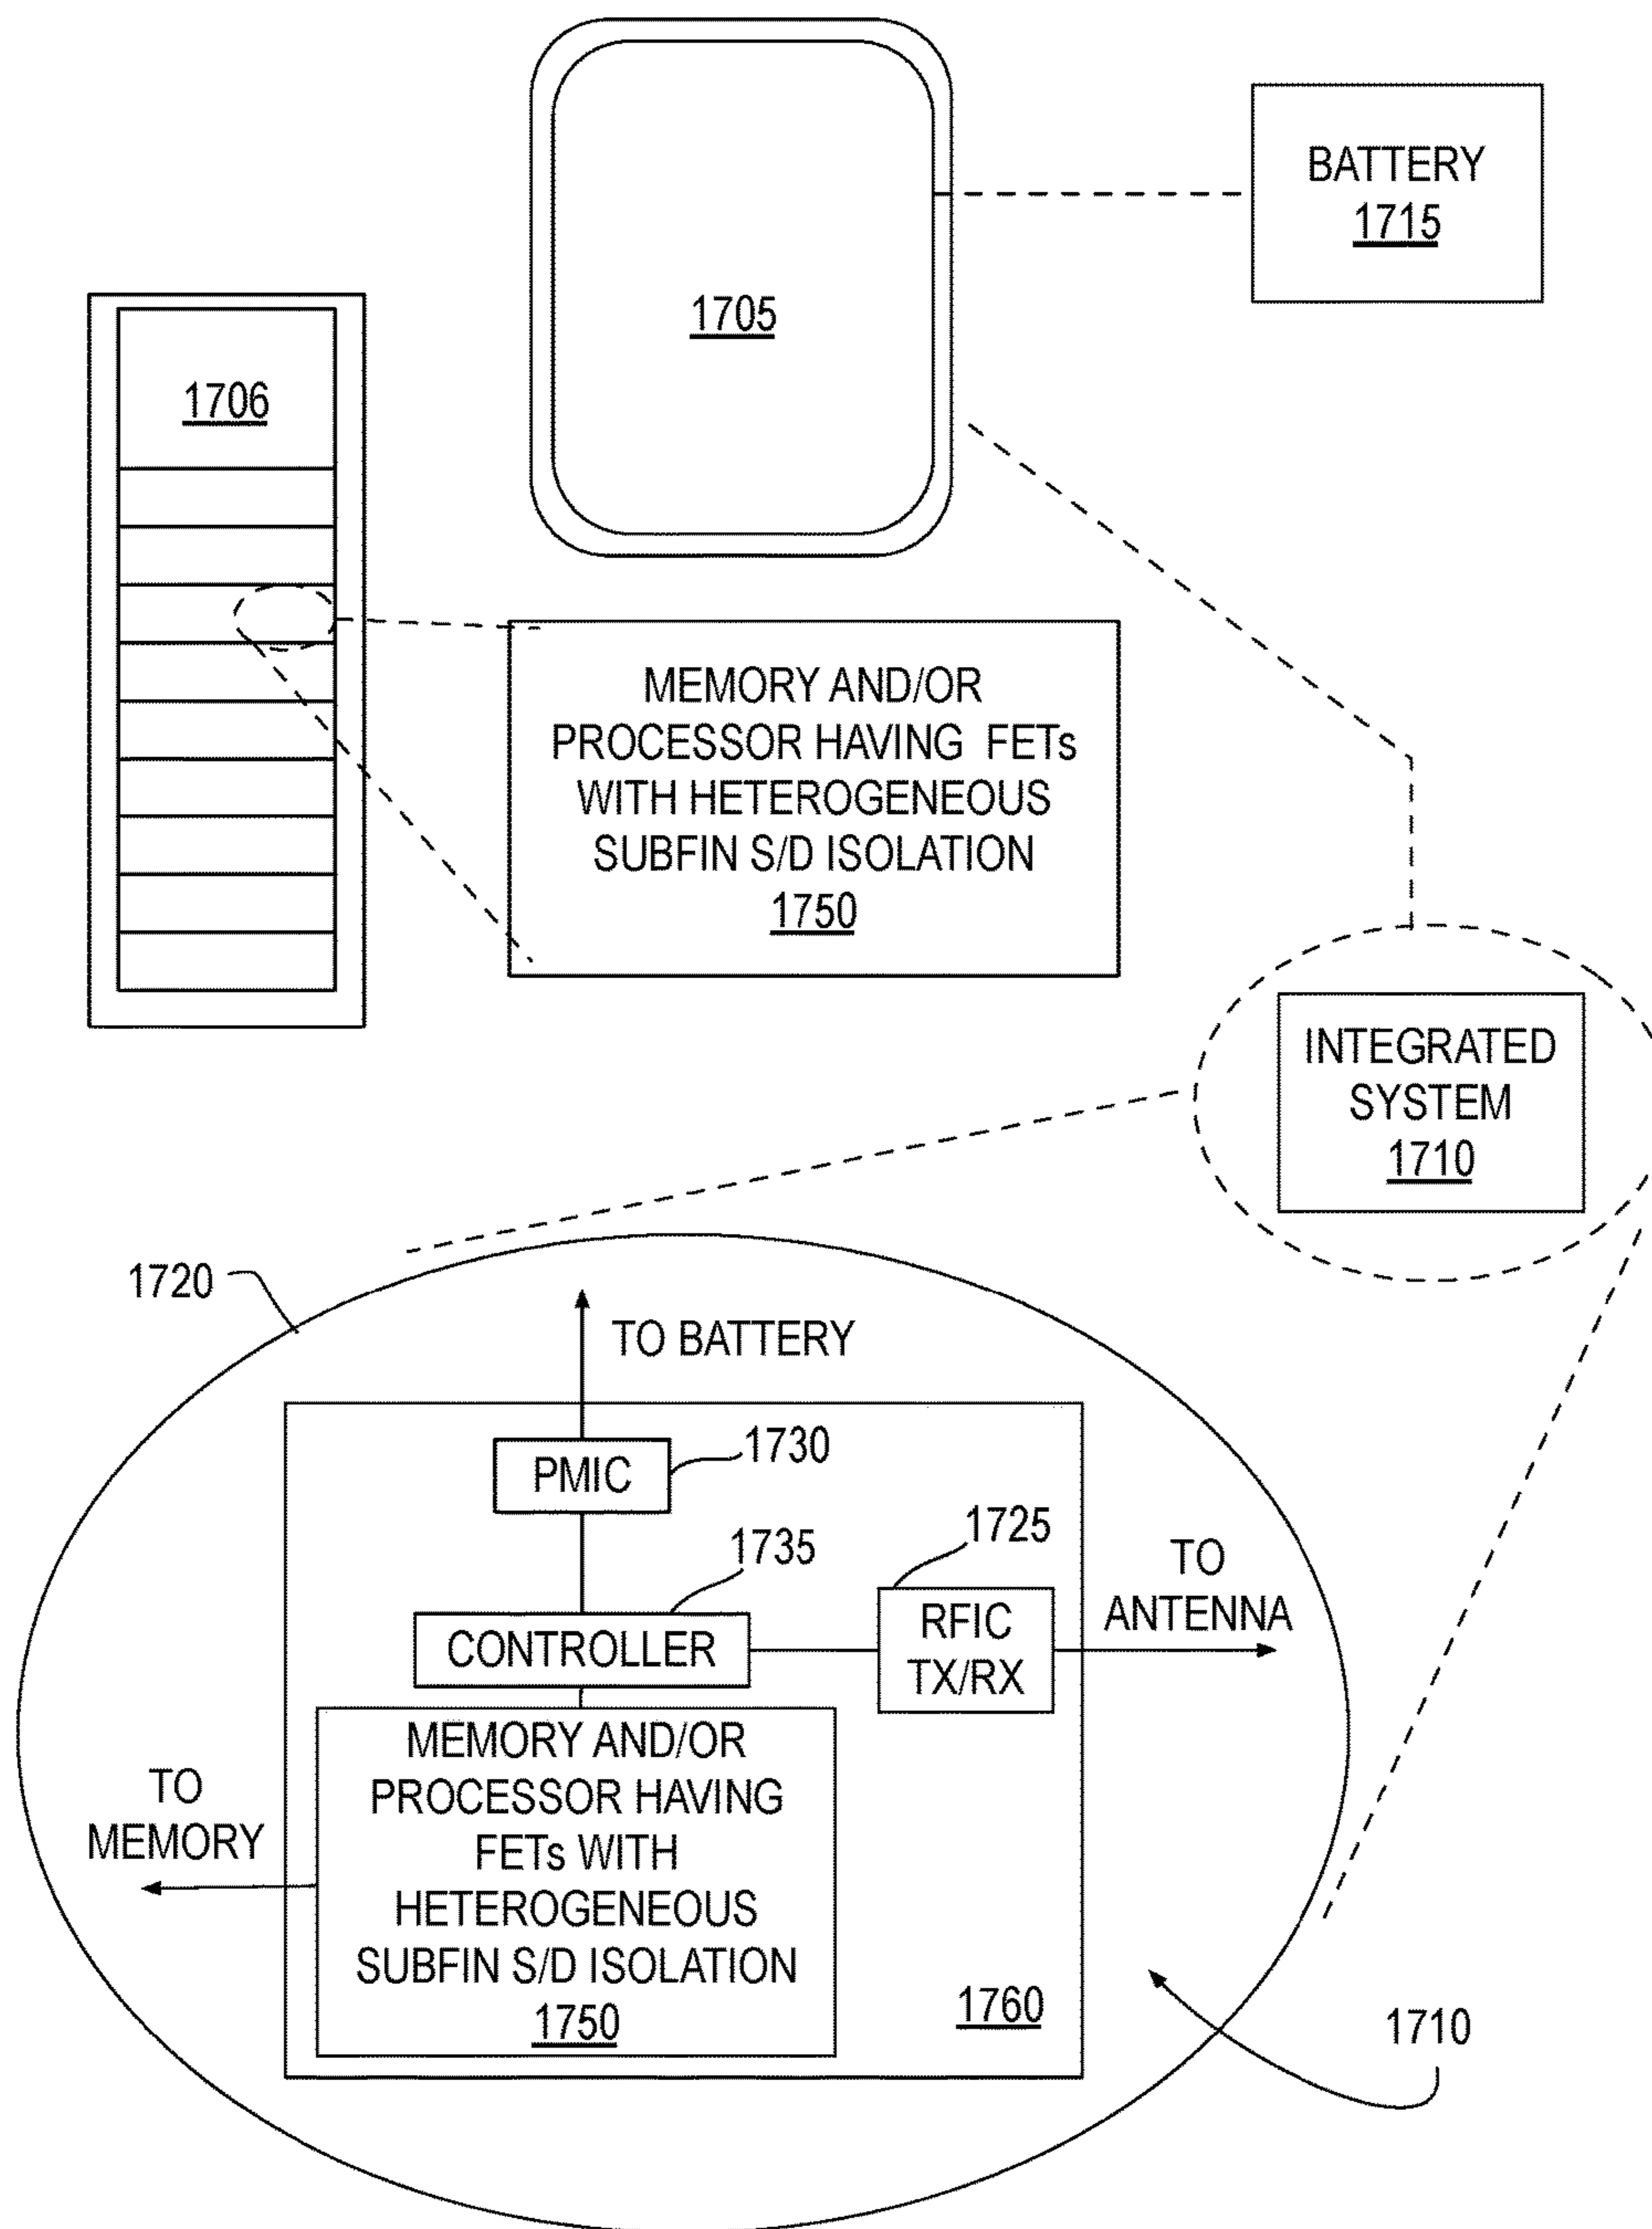 BATTERY
1715
1705
1706
MEMORY AND/OR
PROCESSOR HAVING FETs
WITH HETEROGENEOUS
SUBFIN S/D ISOLATION
1750
INTEGRATED
SYSTEM
1710
1720
TO BATTERY
PMIC
1730
1735
1725
CONTROLLER
RFIC
TX/RX
TO
ANTENNA
MEMORY AND/OR
PROCESSOR HAVING
FETs WITH
HETEROGENEOUS
SUBFIN S/D ISOLATION
1750
TO
MEMORY
1760
1710